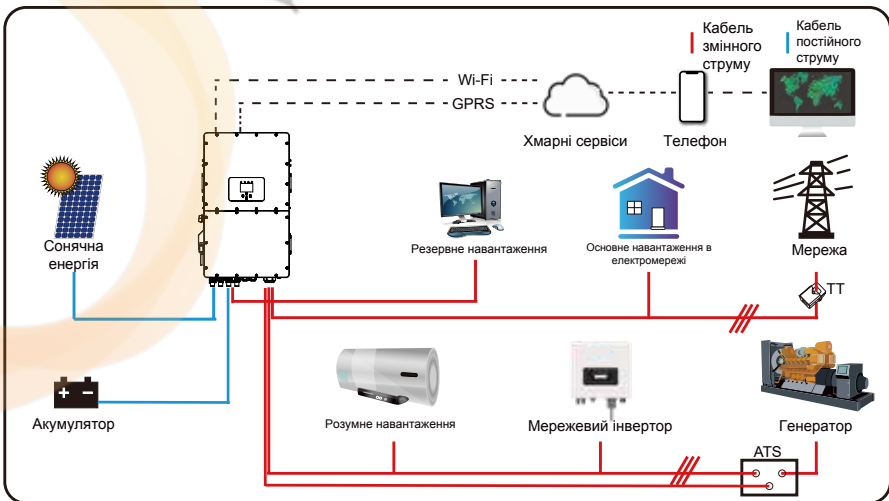 Кабель
змінного
струму
Кабель
постійного
струму
Wi-Fi
GPRS
Хмарні сервіси
Телефон
Сонячна
енергія
Резервне навантаження
Основне навантаження в
електромережі
Мережа
ТТ
Акумулятор
Розумне навантаження
Мережевий інвертор
Генератор
ATS